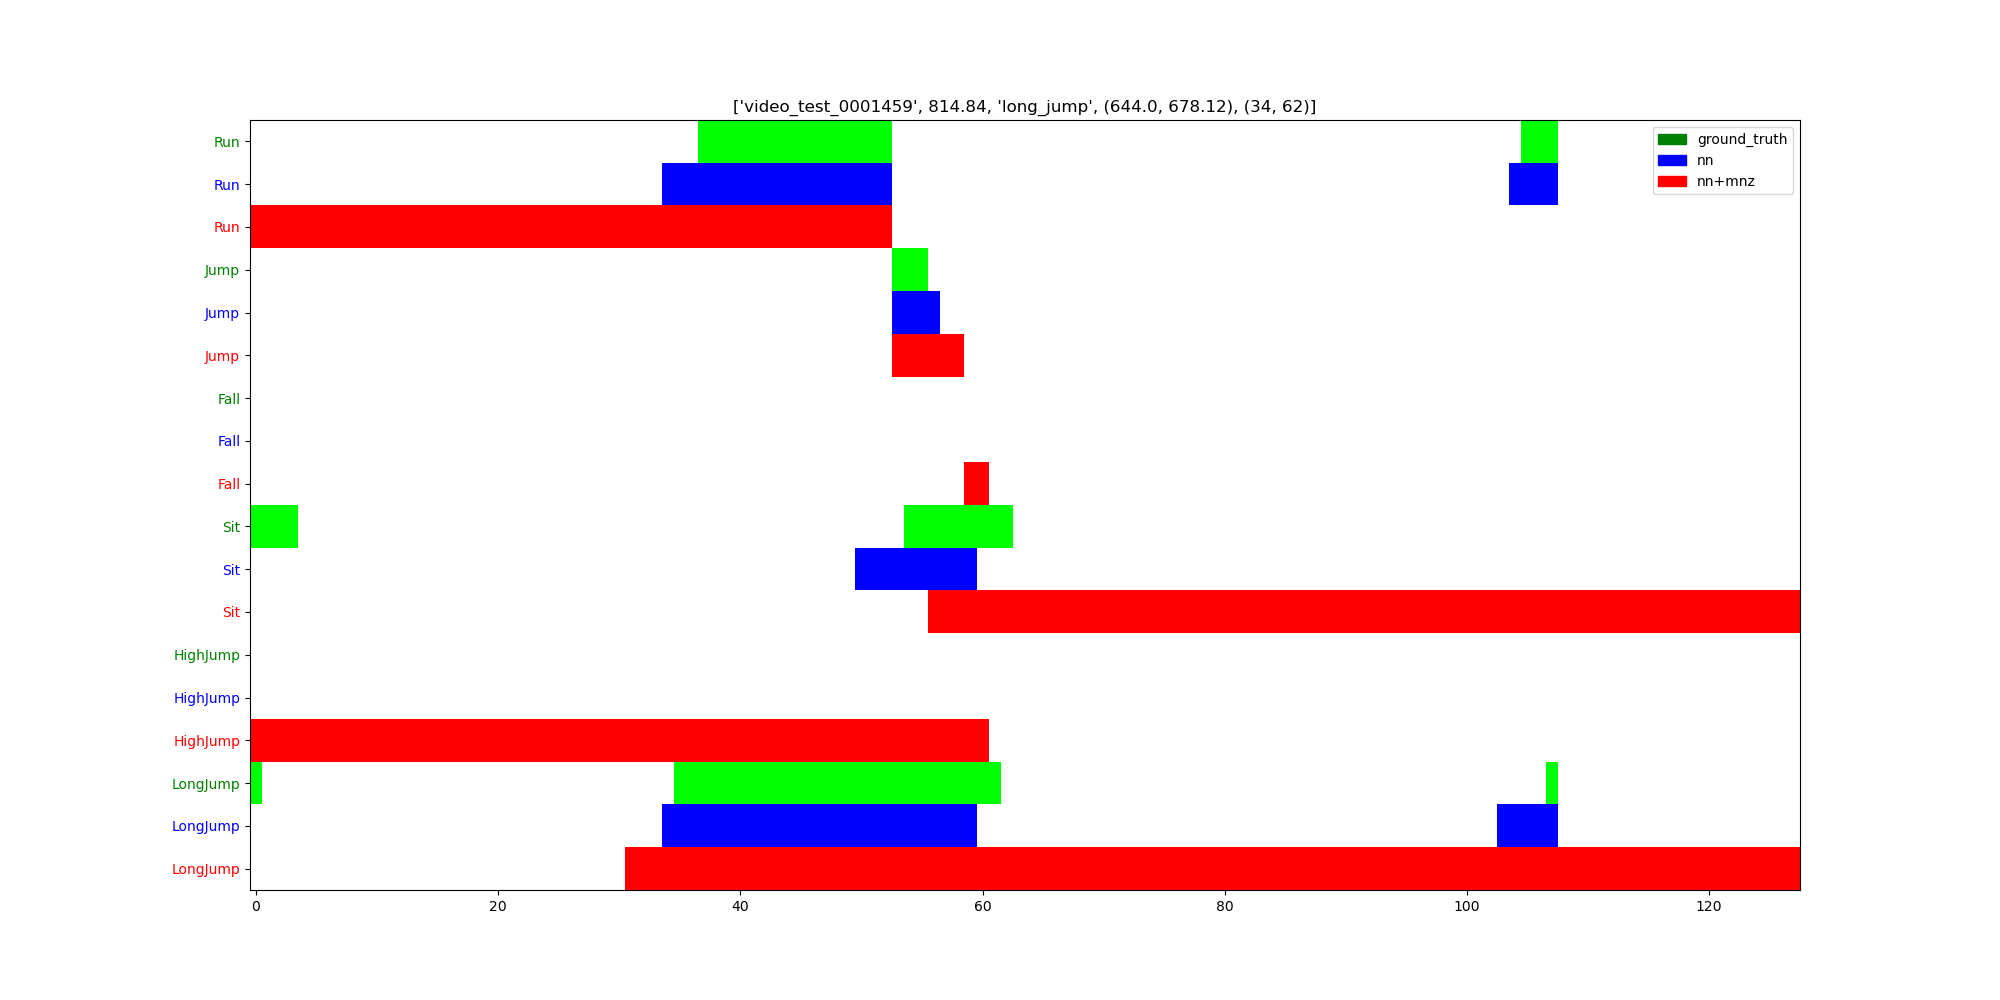 ['video_test_0001459', 814.84, 'long_jump', (644.0, 678.12), (34, 62)]
ground_truth
nn
nn+mnz
Run
Run
Run
Jump
Jump
Jump
Fall
Fall
Fall
Sit
Sit
Sit
HighJump
HighJump
HighJump
LongJump
LongJump
LongJump
0 20 40 60 80 100 120